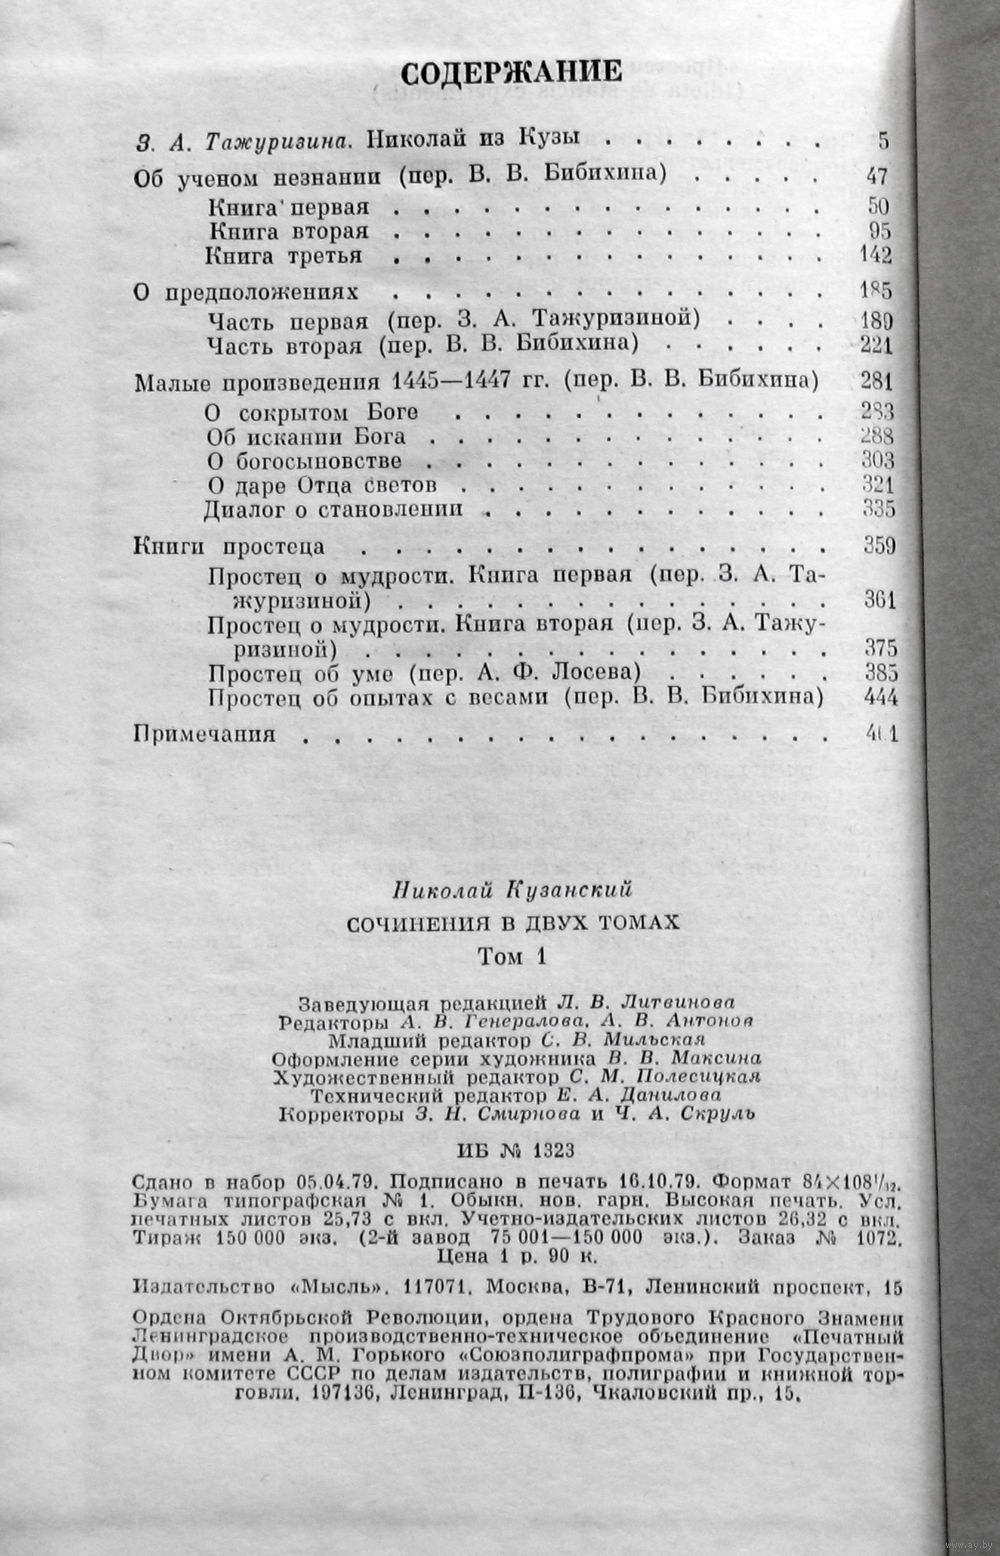 СОДЕРЖАНИЕ
З. А. Тажуризина. Николай из Кузы . . . . . . . . 5
Об ученом незнании (пер. В. В. Бибихина) . . . . . 47
Книга первая . . . . . . . . . . . . . . . 50
Книга вторая . . . . . . . . . . . . . . . 95
Книга третья . . . . . . . . . . . . . . . 142
О предположениях . . . . . . . . . . . . . . . 185
Часть первая (пер. З. А. Тажуризиной) . . . . 189
Часть вторая (пер. В. В. Бибихина) . . . . . . 221
Малые произведения 1445—1447 гг. (пер. В. В. Бибихина) 281
О сокрытом Боге . . . . . . . . . . . . . 283
Об искании Бога . . . . . . . . . . . . . . 288
О богосыновстве . . . . . . . . . . . . . . 303
О даре Отца светов . . . . . . . . . . . . . 321
Диалог о становлении . . . . . . . . . . . . 335
Книги простеца . . . . . . . . . . . . . . . . 359
Простец о мудрости. Книга первая (пер. З. А. Та-
журизиной) . . . . . . . . . . . . . . . 361
Простец о мудрости. Книга вторая (пер. З. А. Тажу-
ризиной) . . . . . . . . . . . . . . . . 375
Простец об уме (пер. А. Ф. Лосева) . . . . . . 385
Простец об опытах с весами (пер. В. В. Бибихина) 444
Примечания . . . . . . . . . . . . . . . . . .
Николай Кузанский
СОЧИНЕНИЯ В ДВУХ ТОМАХ
Том 1
Заведующая редакцией Л. В. Литвинова
Редакторы А. В. Генералова, А. В. Антонов
Младший редактор С. В. Мильская
Оформление серии художника В. В. Максина
Художественный редактор С. М. Полесицкая
Технический редактор Е. А. Данилова
Корректоры З. Н. Смирнова и Ч. А. Скруль
ИБ № 1323
Сдано в набор 05.04.79. Подписано в печать 16.10.79. Формат 84×108¹/₃₂.
Бумага типографская № 1. Обыкн. нов. гарн. Высокая печать. Усл.
печатных листов 25,73 с вкл. Учетно-издательских листов 26,32 с вкл.
Тираж 150 000 экз. (2-й завод 75 001—150 000 экз.). Заказ № 1072.
Цена 1 р. 90 к.
Издательство «Мысль». 117071. Москва, В-71, Ленинский проспект, 15
Ордена Октябрьской Революции, ордена Трудового Красного Знамени
Ленинградское производственно-техническое объединение «Печатный
Двор» имени А. М. Горького «Союзполиграфпрома» при Государствен-
ном комитете СССР по делам издательств, полиграфии и книжной тор-
говли. 197136, Ленинград, П-136, Чкаловский пр., 15.
www.ay.by